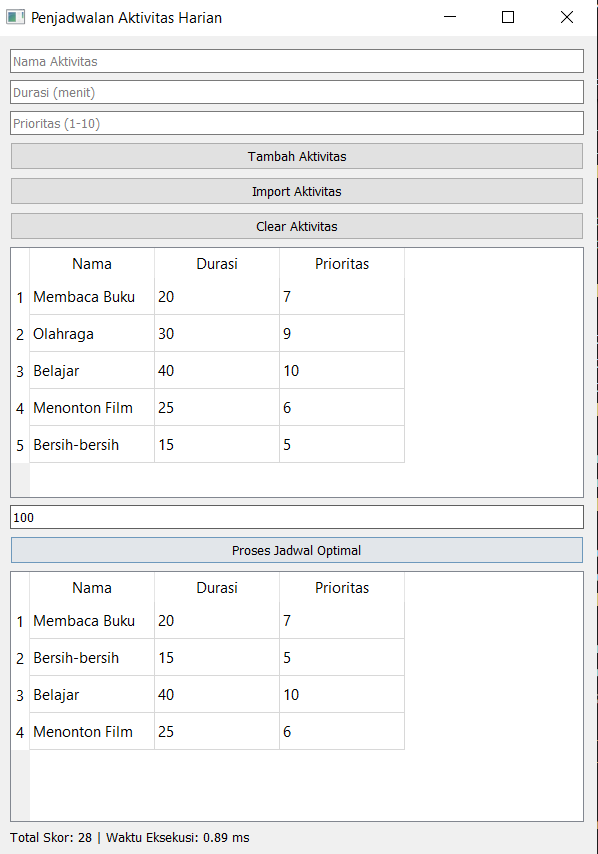 Penjadwalan Aktivitas Harian
Nama Aktivitas
Durasi (menit)
Prioritas (1-10)
Tambah Aktivitas
Import Aktivitas
Clear Aktivitas
Nama Durasi Prioritas
1 Membaca Buku 20 7
2 Olahraga 30 9
3 Belajar 40 10
4 Menonton Film 25 6
5 Bersih-bersih 15 5
100
Proses Jadwal Optimal
Nama Durasi Prioritas
1 Membaca Buku 20 7
2 Bersih-bersih 15 5
3 Belajar 40 10
4 Menonton Film 25 6
Total Skor: 28 | Waktu Eksekusi: 0.89 ms